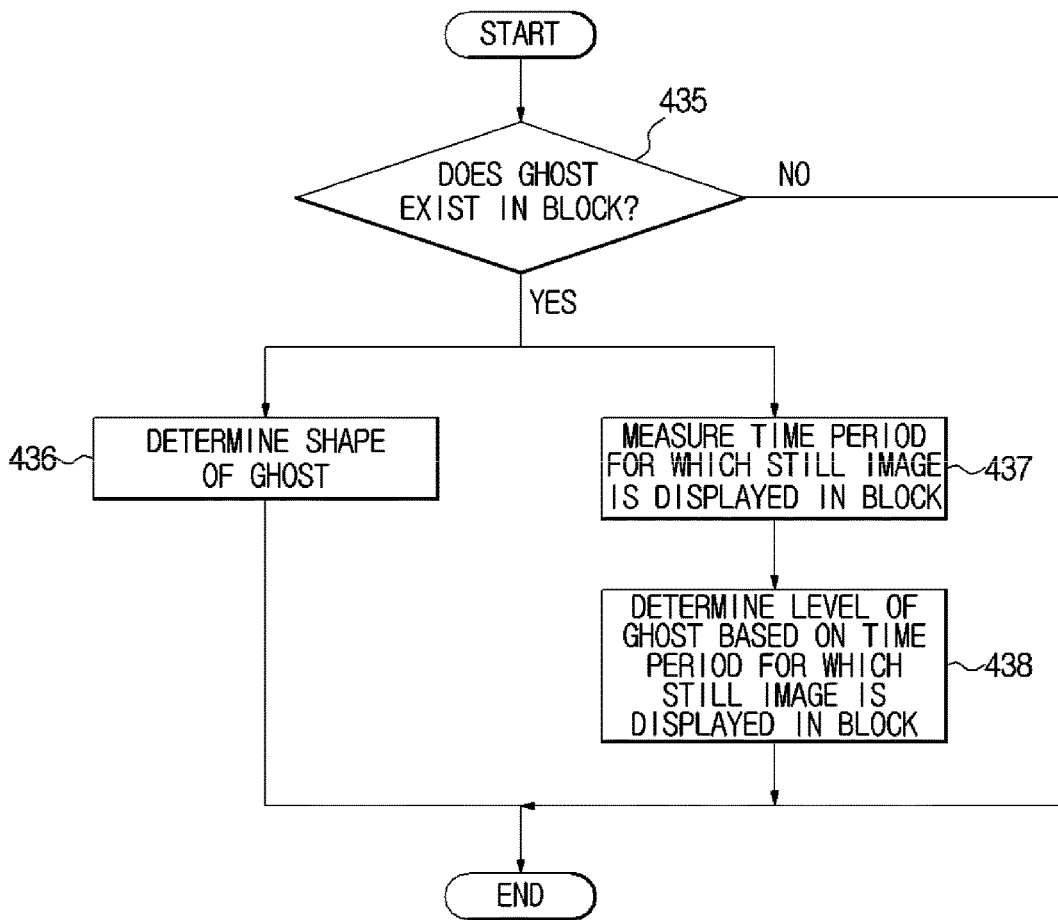 START
435
DOES GHOST
EXIST IN BLOCK?
NO
YES
436
DETERMINE SHAPE
OF GHOST
MEASURE TIME PERIOD
FOR WHICH STILL IMAGE
IS DISPLAYED IN BLOCK
437
DETERMINE LEVEL OF
GHOST BASED ON TIME
PERIOD FOR WHICH
STILL IMAGE IS
DISPLAYED IN BLOCK
438
END